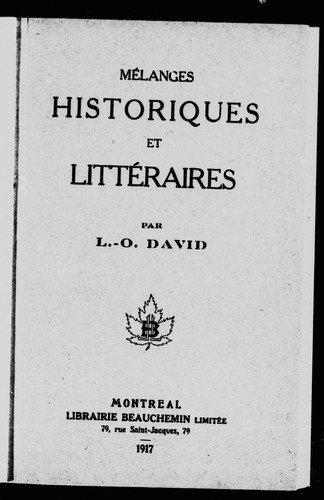 MÉLANGES
HISTORIQUES
ET
LITTÉRAIRES
PAR
L.-O. DAVID
MONTREAL
LIBRAIRIE BEAUCHEMIN LIMITÉE
79, rue Saint-Jacques, 79
1917